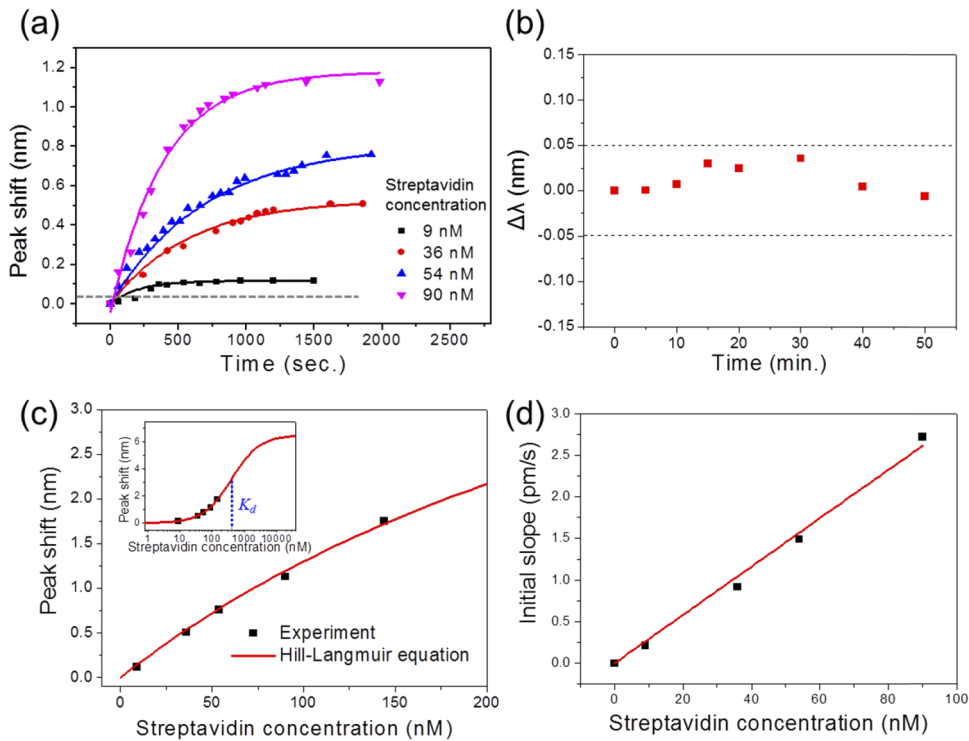 (a)
Peak shift (nm)
1.2
1.0
0.8
0.6
0.4
0.2
0.0
0 500 1000 1500 2000 2500
Time (sec.)
Streptavidin
concentration
9 nM
36 nM
54 nM
90 nM
(b)
Δλ (nm)
0.15
0.10
0.05
0.00
-0.05
-0.10
-0.15
0 10 20 30 40 50
Time (min.)
(c)
Peak shift (nm)
3.0
2.5
2.0
1.5
1.0
0.5
0.0
0 50 100 150 200
Streptavidin concentration (nM)
Peak shift (nm)
6
4
2
0
1 10 100 1000 10000
Streptavidin concentration (nM)
Kd
Experiment
Hill-Langmuir equation
(d)
Initial slope (pm/s)
3.0
2.5
2.0
1.5
1.0
0.5
0.0
0 20 40 60 80 100
Streptavidin concentration (nM)